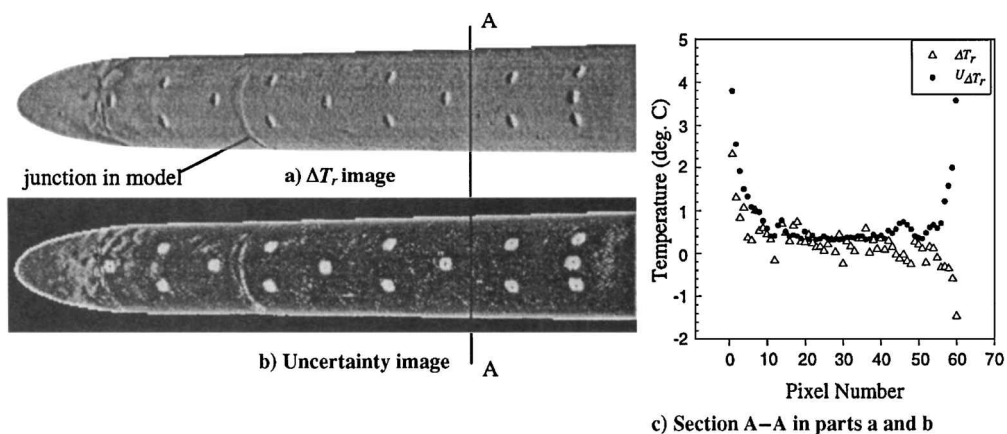 A
junction in model
a) ΔT_r image
b) Uncertainty image
A
5
4
3
2
1
0
-1
-2
Temperature (deg. C)
ΔT_r
U_ΔT_r
0 10 20 30 40 50 60 70
Pixel Number
c) Section A–A in parts a and b